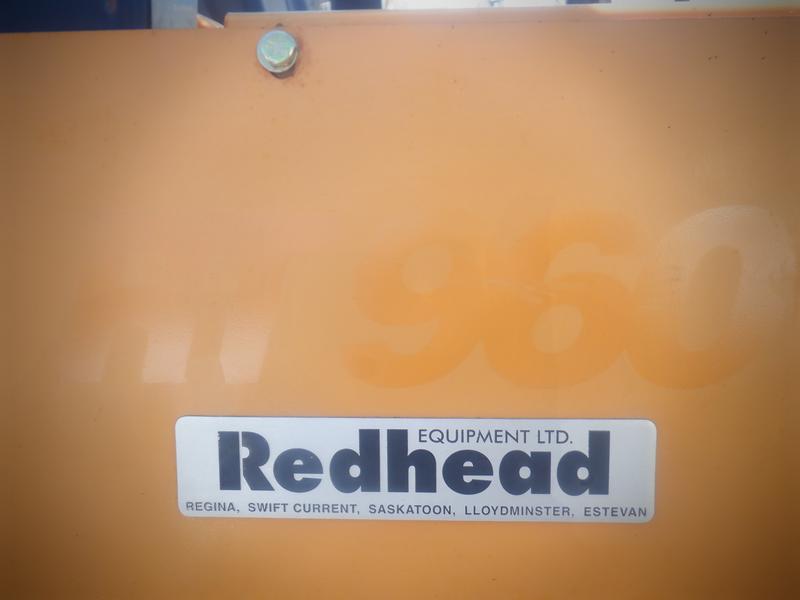 960
EQUIPMENT LTD.
Redhead
REGINA, SWIFT CURRENT, SASKATOON, LLOYDMINSTER, ESTEVAN